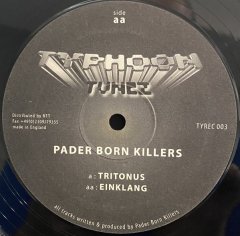 side
aa
TYPHOON
TUNEZ
Distributed by NTS
made in England
TYREC 003
PADER BORN KILLERS
a : TRITONUS
aa : EINKLANG
all tracks written & produced by Pader Born Killers